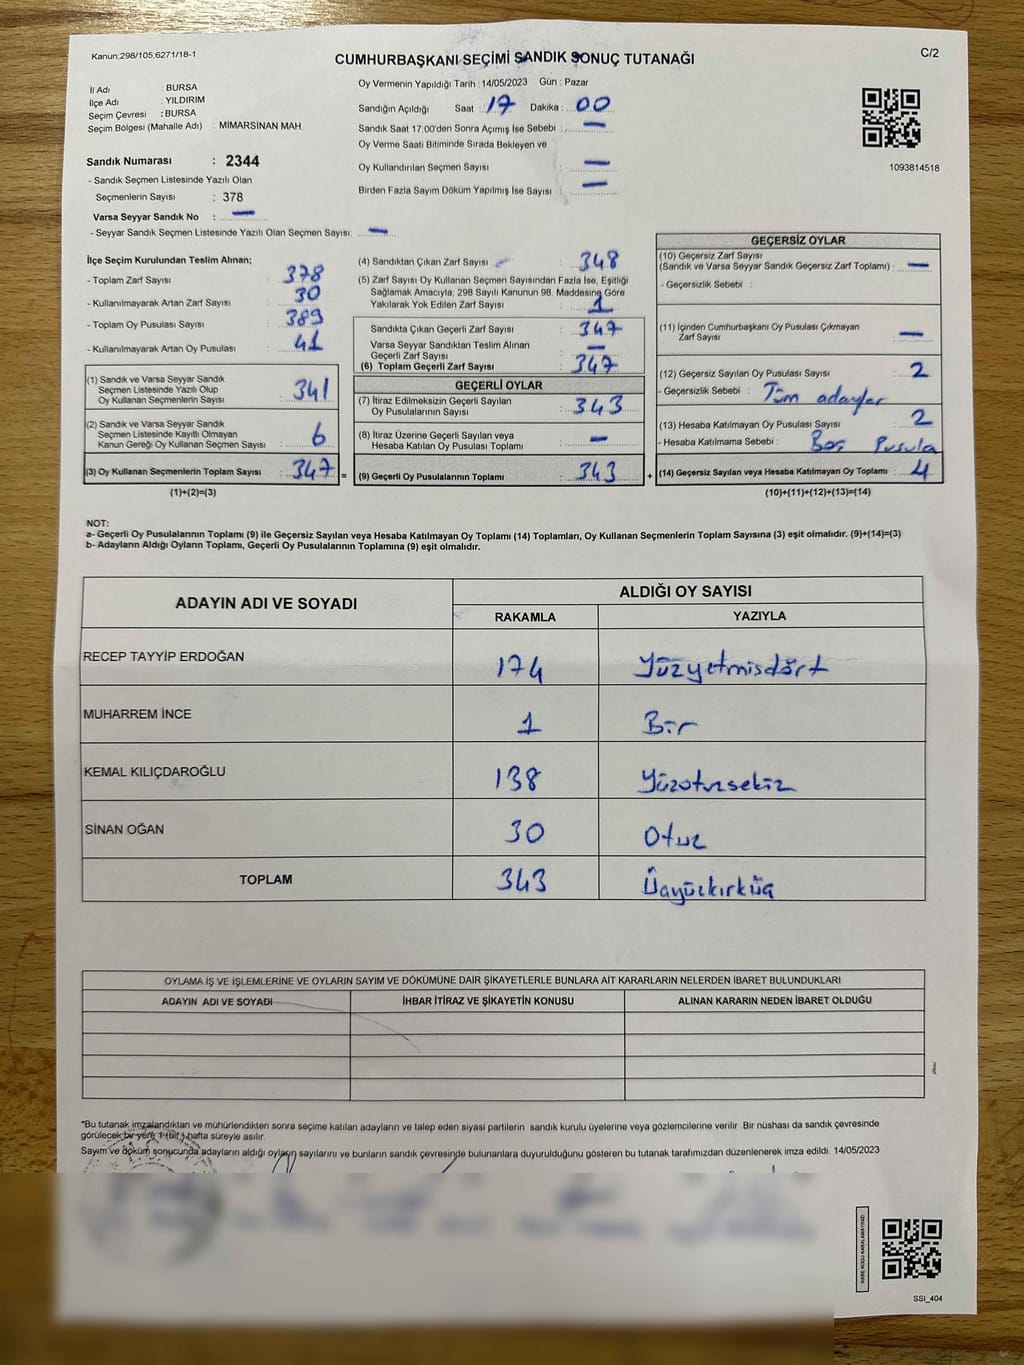 Kanun;298/105,6271/18-1
C/2
CUMHURBAŞKANI SEÇİMİ SANDIK SONUÇ TUTANAĞI
İl Adı : BURSA
İlçe Adı : YILDIRIM
Seçim Çevresi : BURSA
Seçim Bölgesi (Mahalle Adı) : MİMARSİNAN MAH.
Sandık Numarası : 2344
- Sandık Seçmen Listesinde Yazılı Olan
Seçmenlerin Sayısı : 378
Varsa Seyyar Sandık No : —
- Seyyar Sandık Seçmen Listesinde Yazılı Olan Seçmen Sayısı: —
Oy Vermenin Yapıldığı Tarih : 14/05/2023 Gün : Pazar
Sandığın Açıldığı Saat : 17 Dakika : 00
Sandık Saat 17.00'den Sonra Açımış İse Sebebi : —
Oy Verme Saati Bitiminde Sırada Bekleyen ve
Oy Kullandırılan Seçmen Sayısı : —
Birden Fazla Sayım Döküm Yapılmış İse Sayısı : —
1093814518
İlçe Seçim Kurulundan Teslim Alınan;
- Toplam Zarf Sayısı : 378
- Kullanılmayarak Artan Zarf Sayısı : 30
- Toplam Oy Pusulası Sayısı : 389
- Kullanılmayarak Artan Oy Pusulası : 41
(1) Sandık ve Varsa Seyyar Sandık
Seçmen Listesinde Yazılı Olup
Oy Kullanan Seçmenlerin Sayısı : 341
(2) Sandık ve Varsa Seyyar Sandık
Seçmen Listesinde Kayıtlı Olmayan
Kanun Gereği Oy Kullanan Seçmen Sayısı : 6
(3) Oy Kullanan Seçmenlerin Toplam Sayısı : 347 =
(1)+(2)=(3)
(4) Sandıktan Çıkan Zarf Sayısı : 348
(5) Zarf Sayısı Oy Kullanan Seçmen Sayısından Fazla İse, Eşitliği
Sağlamak Amacıyla; 298 Sayılı Kanunun 98. Maddesine Göre
Yakılarak Yok Edilen Zarf Sayısı : 1
Sandıkta Çıkan Geçerli Zarf Sayısı : 347
Varsa Seyyar Sandıktan Teslim Alınan
Geçerli Zarf Sayısı : —
(6) Toplam Geçerli Zarf Sayısı : 347
GEÇERLİ OYLAR
(7) İtiraz Edilmeksizin Geçerli Sayılan
Oy Pusulalarının Sayısı : 343
(8) İtiraz Üzerine Geçerli Sayılan veya
Hesaba Katılan Oy Pusulası Toplamı : —
(9) Geçerli Oy Pusulalarının Toplamı : 343 +
GEÇERSİZ OYLAR
(10) Geçersiz Zarf Sayısı
(Sandık ve Varsa Seyyar Sandık Geçersiz Zarf Toplamı) : —
- Geçersizlik Sebebi :
(11) İçinden Cumhurbaşkanı Oy Pusulası Çıkmayan
Zarf Sayısı : —
(12) Geçersiz Sayılan Oy Pusulası Sayısı : 2
- Geçersizlik Sebebi : Tüm adaylar
(13) Hesaba Katılmayan Oy Pusulası Sayısı : 2
- Hesaba Katılmama Sebebi : Boş Pusula
(14) Geçersiz Sayılan veya Hesaba Katılmayan Oy Toplamı : 4
(10)+(11)+(12)+(13)=(14)
NOT:
a- Geçerli Oy Pusulalarının Toplamı (9) ile Geçersiz Sayılan veya Hesaba Katılmayan Oy Toplamı (14) Toplamları, Oy Kullanan Seçmenlerin Toplam Sayısına (3) eşit olmalıdır. (9)+(14)=(3)
b- Adayların Aldığı Oyların Toplamı, Geçerli Oy Pusulalarının Toplamına (9) eşit olmalıdır.
ADAYIN ADI VE SOYADI
ALDIĞI OY SAYISI
RAKAMLA YAZIYLA
RECEP TAYYİP ERDOĞAN 174 Yüzyetmisdört
MUHARREM İNCE 1 Bir
KEMAL KILIÇDAROĞLU 138 Yüzotuzsekiz
SİNAN OĞAN 30 Otuz
TOPLAM 343 Üçyüzkırküç
OYLAMA İŞ VE İŞLEMLERİNE VE OYLARIN SAYIM VE DÖKÜMÜNE DAİR ŞİKAYETLERLE BUNLARA AİT KARARLARIN NELERDEN İBARET BULUNDUKLARI
ADAYIN ADI VE SOYADI İHBAR İTİRAZ VE ŞİKAYETİN KONUSU ALINAN KARARIN NEDEN İBARET OLDUĞU
*Bu tutanak imzalandıktan ve mühürlendikten sonra seçime katılan adayların ve talep eden siyasi partilerin sandık kurulu üyelerine veya gözlemcilerine verilir. Bir nüshası da sandık çevresinde
görülecek bir yere 1 (bir) hafta süreyle asılır.
Sayım ve döküm sonucunda adayların aldığı oyların sayılarını ve bunların sandık çevresinde bulunanlara duyurulduğunu gösteren bu tutanak tarafımızdan düzenlenerek imza edildi. 14/05/2023
KARE KODU KARALAMAYINIZ!
SSI_404